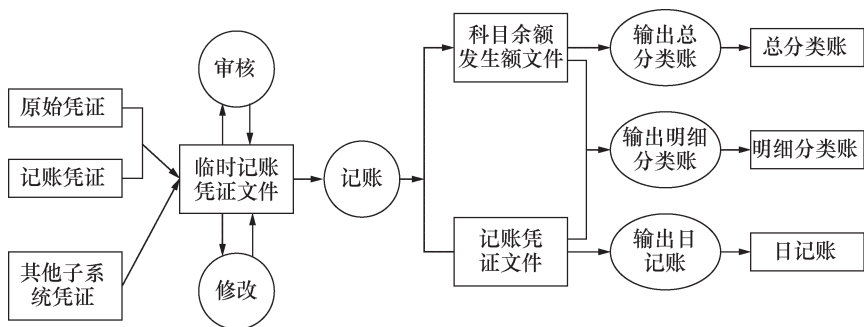 原始凭证
记账凭证
其他子系
统凭证
审核
临时记账
凭证文件
修改
记账
科目余额
发生额文件
记账凭
证文件
输出总
分类账
输出明细
分类账
输出日
记账
总分类账
明细分类账
日记账